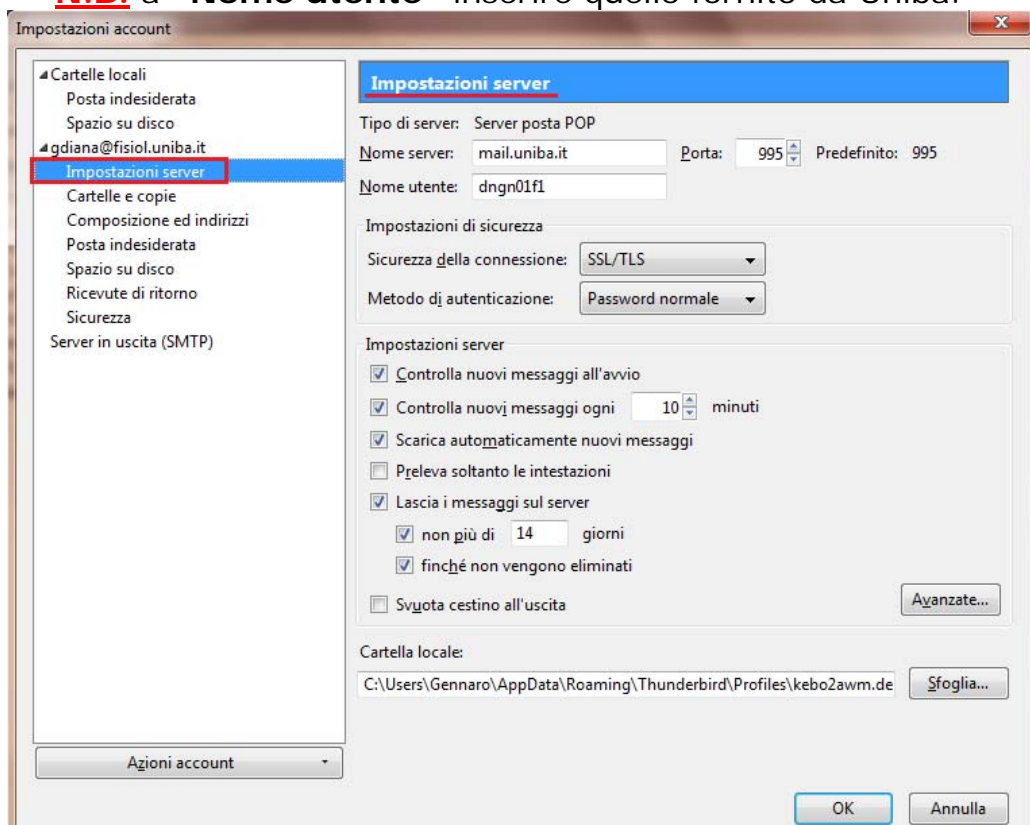 N.B. a "Nome utente" inserire quello fornito da Uniba.
Impostazioni account
Cartelle locali
Posta indesiderata
Spazio su disco
gdiana@fisiol.uniba.it
Impostazioni server
Cartelle e copie
Composizione ed indirizzi
Posta indesiderata
Spazio su disco
Ricevute di ritorno
Sicurezza
Server in uscita (SMTP)
Azioni account
Impostazioni server
Tipo di server: Server posta POP
Nome server: mail.uniba.it Porta: 995 Predefinito: 995
Nome utente: dngn01f1
Impostazioni di sicurezza
Sicurezza della connessione: SSL/TLS
Metodo di autenticazione: Password normale
Impostazioni server
Controlla nuovi messaggi all'avvio
Controlla nuovi messaggi ogni 10 minuti
Scarica automaticamente nuovi messaggi
Preleva soltanto le intestazioni
Lascia i messaggi sul server
non più di 14 giorni
finché non vengono eliminati
Svuota cestino all'uscita
Avanzate...
Cartella locale:
C:\Users\Gennaro\AppData\Roaming\Thunderbird\Profiles\kebo2awm.de Sfoglia...
OK Annulla